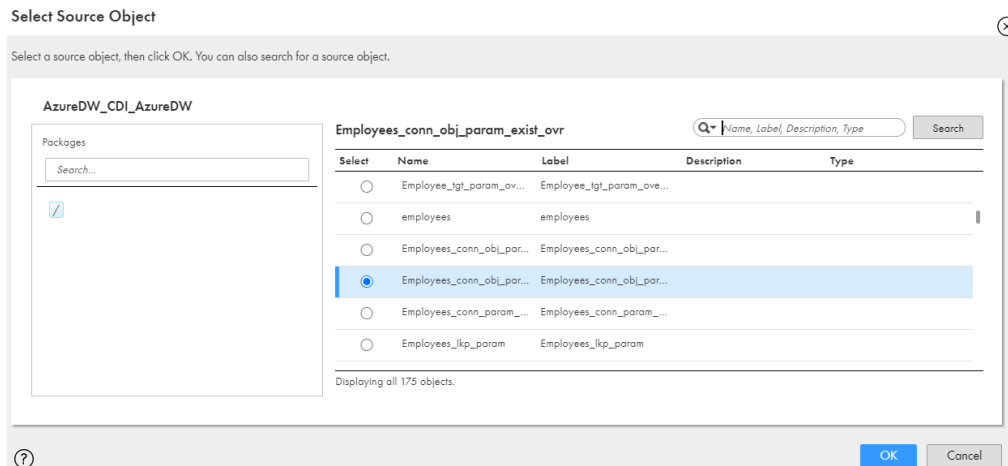 Select Source Object
Select a source object, then click OK. You can also search for a source object.
AzureDW_CDI_AzureDW
Packages
Search...
/
Employees_conn_obj_param_exist_ovr
Name, Label, Description, Type
Search
Select Name Label Description Type
Employee_tgt_param_ov... Employee_tgt_param_ove...
employees employees
Employees_conn_obj_par... Employees_conn_obj_par...
Employees_conn_obj_par... Employees_conn_obj_par...
Employees_conn_param_... Employees_conn_param_...
Employees_lkp_param Employees_lkp_param
Displaying all 175 objects.
? OK Cancel